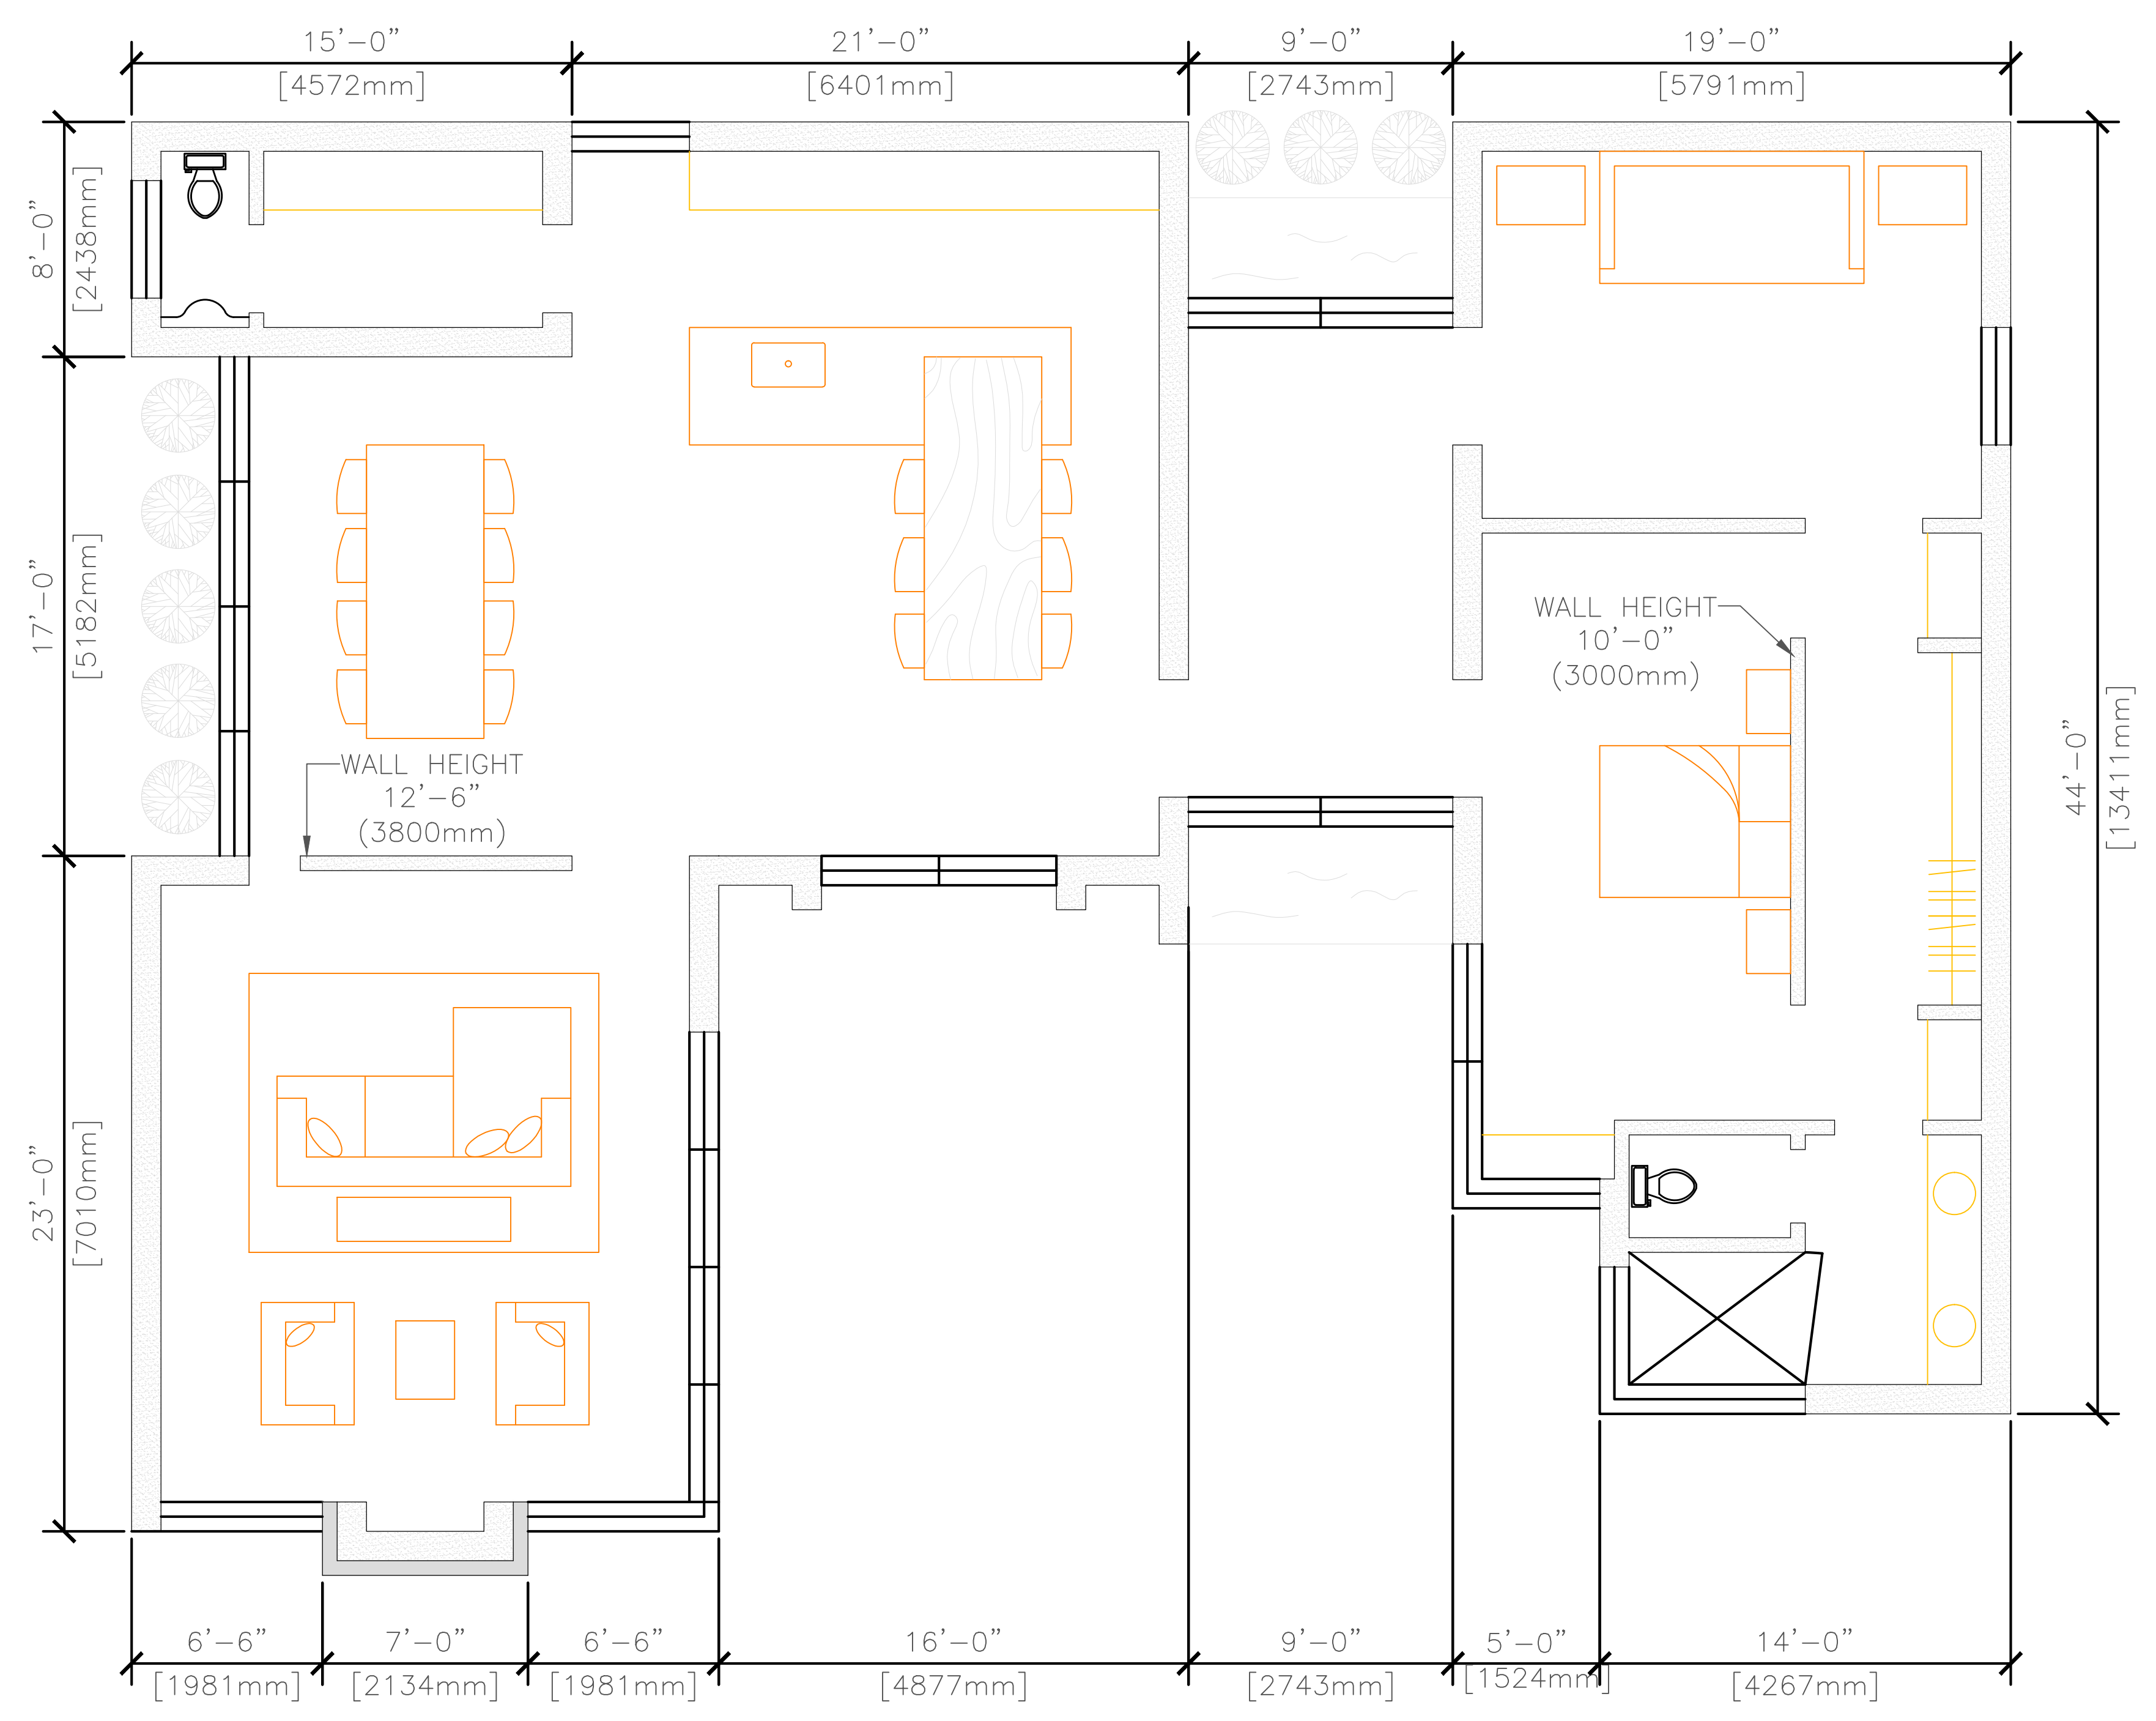 15'-0"
[4572mm]
21'-0"
[6401mm]
9'-0"
[2743mm]
19'-0"
[5791mm]
8'-0"
[2438mm]
17'-0"
[5182mm]
23'-0"
[7010mm]
WALL HEIGHT
10'-0"
(3000mm)
WALL HEIGHT
12'-6"
(3800mm)
44'-0"
[13411mm]
6'-6"
[1981mm]
7'-0"
[2134mm]
6'-6"
[1981mm]
16'-0"
[4877mm]
9'-0"
[2743mm]
5'-0"
[1524mm]
14'-0"
[4267mm]